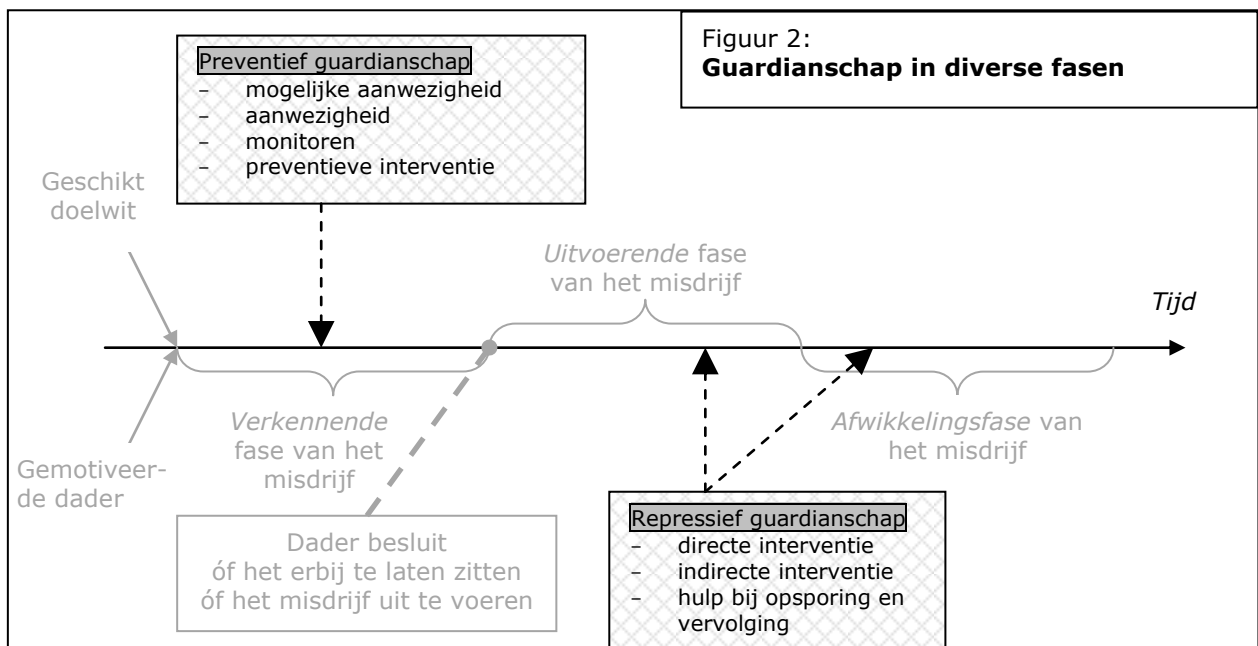 Figuur 2:
Guardianschap in diverse fasen
Preventief guardianschap
– mogelijke aanwezigheid
– aanwezigheid
– monitoren
– preventieve interventie
Geschikt
doelwit
Uitvoerende fase
van het misdrijf
Tijd
Verkennende
fase van het
misdrijf
Afwikkelingsfase van
het misdrijf
Gemotiveer-
de dader
Dader besluit
óf het erbij te laten zitten
óf het misdrijf uit te voeren
Repressief guardianschap
– directe interventie
– indirecte interventie
– hulp bij opsporing en
vervolging